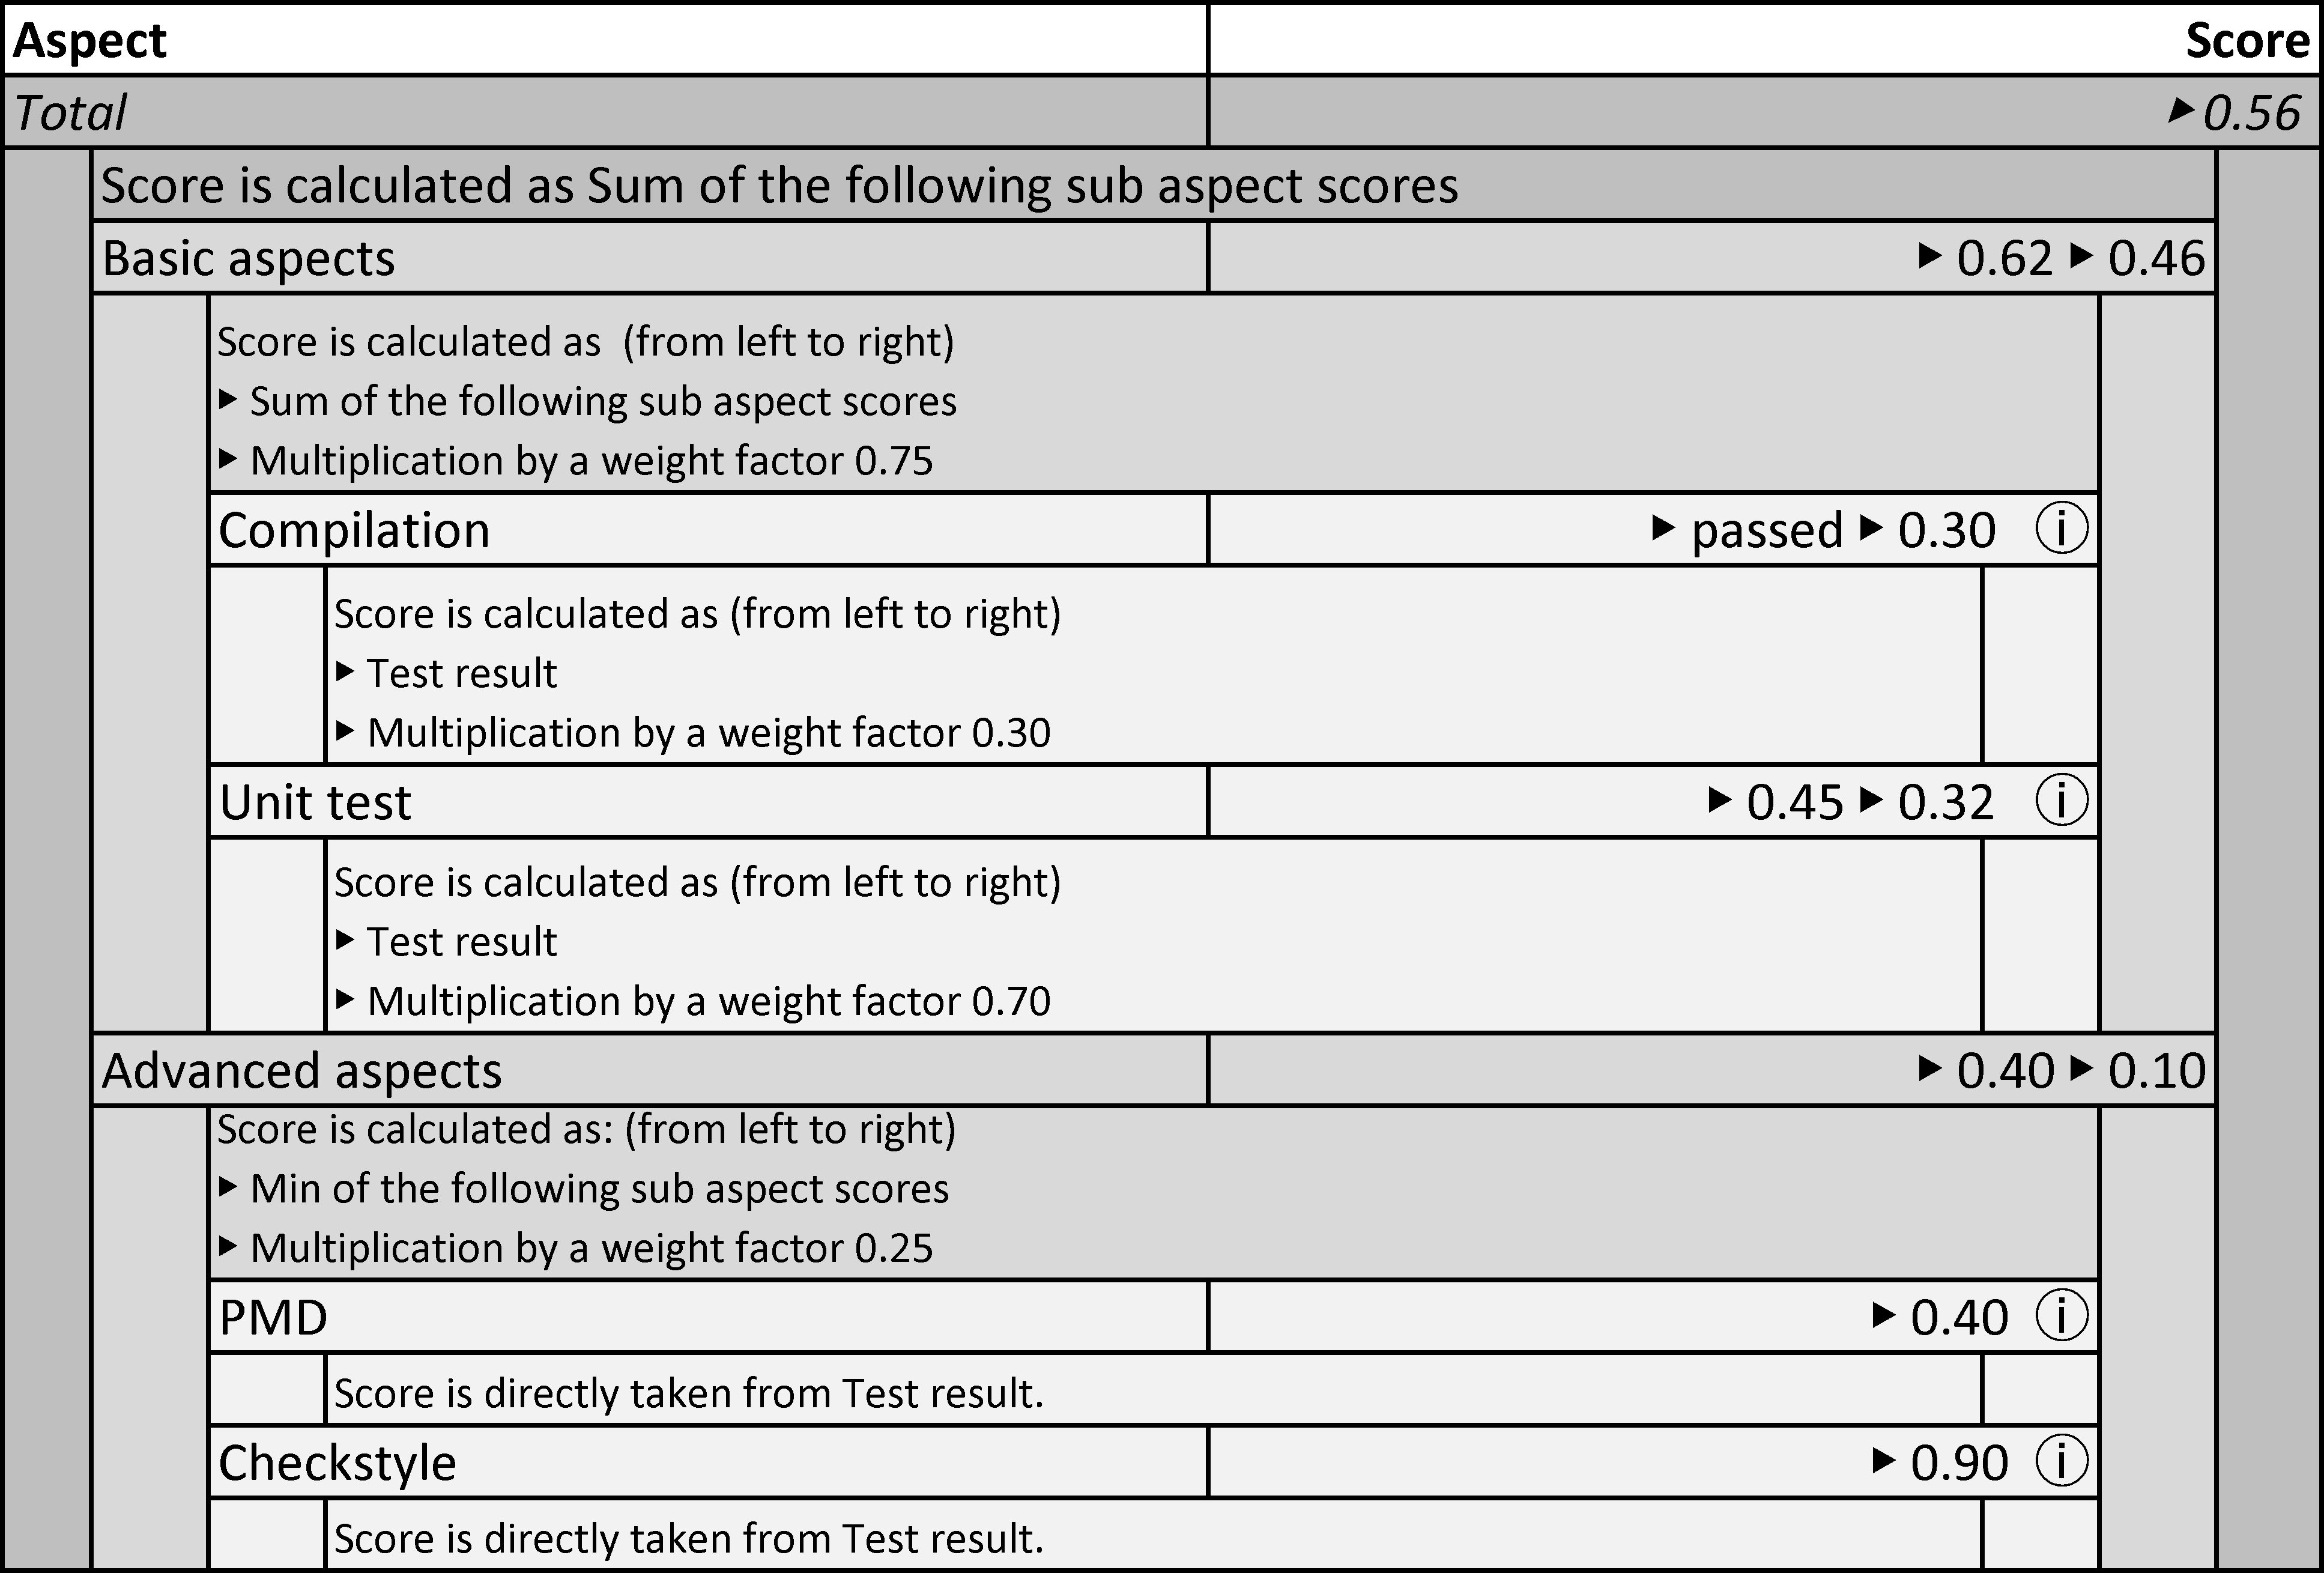 Aspect Score
Total ▶0.56
Score is calculated as Sum of the following sub aspect scores
Basic aspects ▶ 0.62 ▶ 0.46
Score is calculated as  (from left to right)
▶ Sum of the following sub aspect scores
▶ Multiplication by a weight factor 0.75
Compilation ▶ passed ▶ 0.30 ⓘ
Score is calculated as (from left to right)
▶ Test result
▶ Multiplication by a weight factor 0.30
Unit test ▶ 0.45 ▶ 0.32 ⓘ
Score is calculated as (from left to right)
▶ Test result
▶ Multiplication by a weight factor 0.70
Advanced aspects ▶ 0.40 ▶ 0.10
Score is calculated as: (from left to right)
▶ Min of the following sub aspect scores
▶ Multiplication by a weight factor 0.25
PMD ▶ 0.40 ⓘ
Score is directly taken from Test result.
Checkstyle ▶ 0.90 ⓘ
Score is directly taken from Test result.